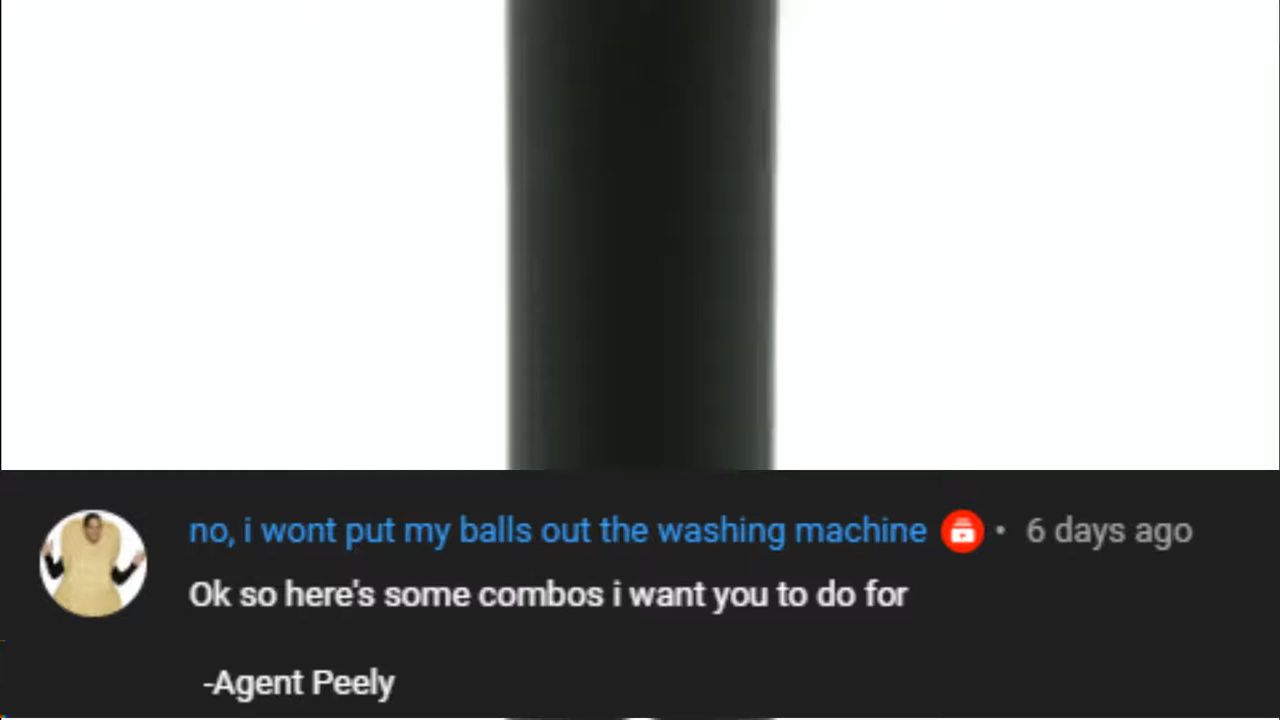 no, i wont put my balls out the washing machine • 6 days ago
Ok so here's some combos i want you to do for
-Agent Peely